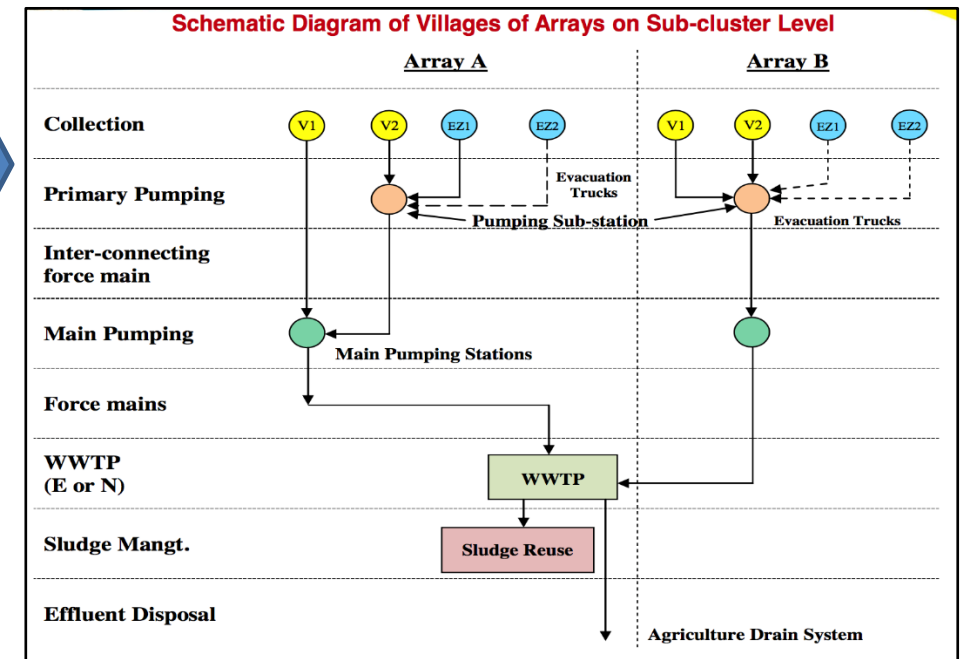 Schematic Diagram of Villages of Arrays on Sub-cluster Level
Array A
Array B
Collection
V1
V2
EZ1
EZ2
V1
V2
EZ1
EZ2
Primary Pumping
Evacuation
Trucks
Pumping Sub-station
Evacuation Trucks
Inter-connecting
force main
Main Pumping
Main Pumping Stations
Force mains
WWTP
(E or N)
WWTP
Sludge Mangt.
Sludge Reuse
Effluent Disposal
Agriculture Drain System